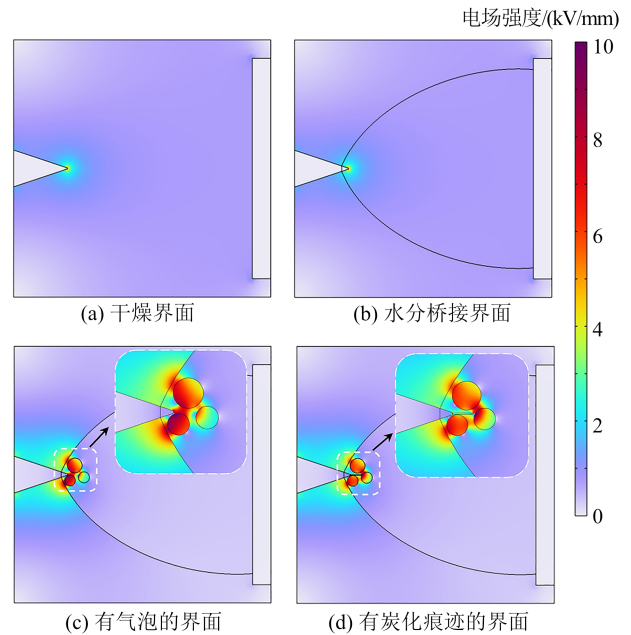 电场强度/(kV/mm)
10
8
6
4
2
0
(a) 干燥界面
(b) 水分桥接界面
(c) 有气泡的界面
(d) 有炭化痕迹的界面